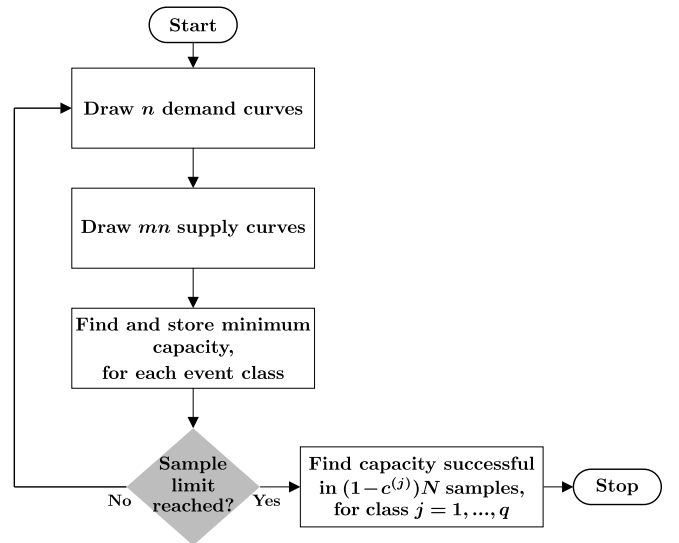 Start
Draw n demand curves
Draw mn supply curves
Find and store minimum
capacity,
for each event class
Sample
limit
reached?
No
Yes
Find capacity successful
in (1−c^(j))N samples,
for class j = 1, ..., q
Stop